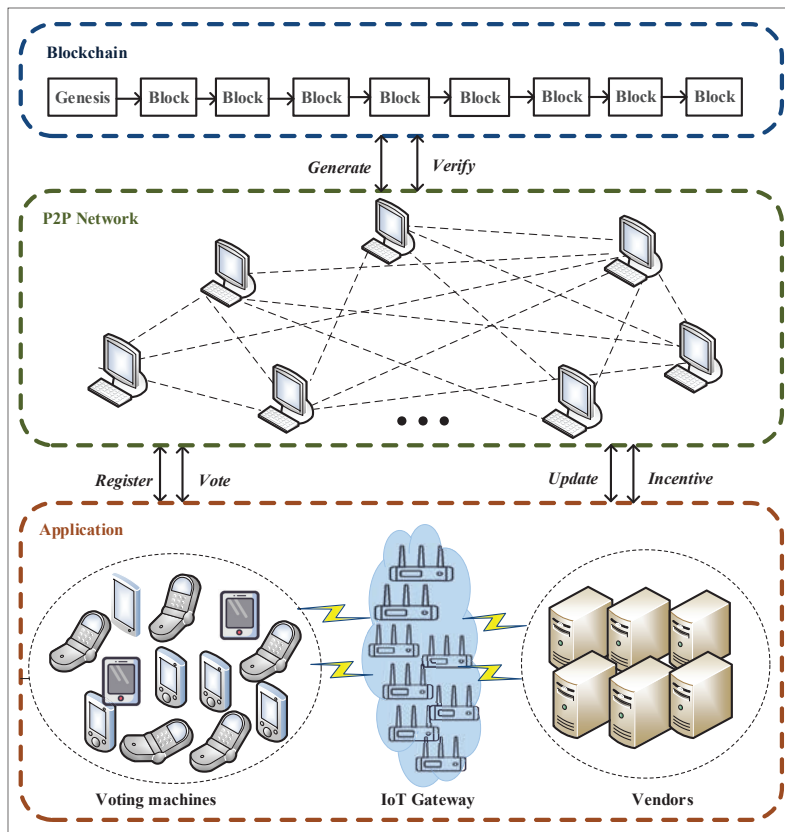 Blockchain
Genesis Block Block Block Block Block Block Block Block
Generate Verify
P2P Network
Register Vote Update Incentive
Application
Voting machines IoT Gateway Vendors